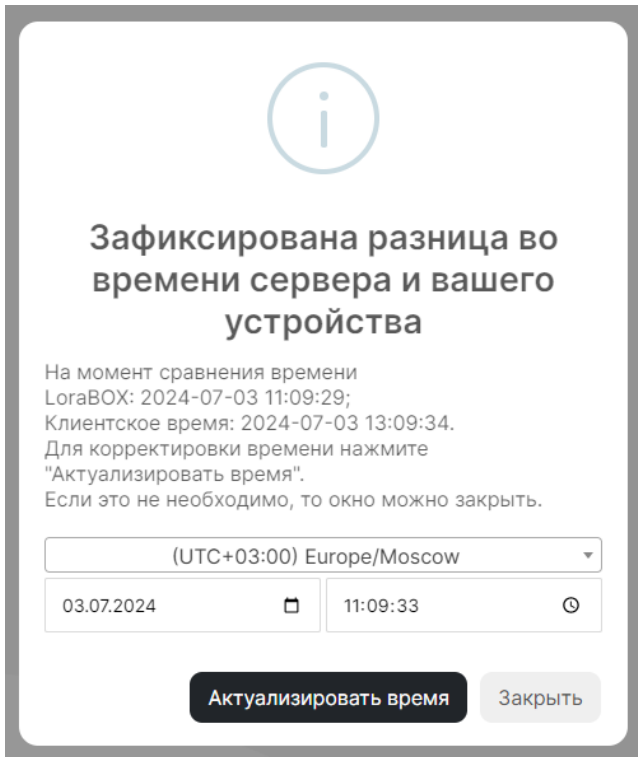 Зафиксирована разница во
времени сервера и вашего
устройства
На момент сравнения времени
LoraBOX: 2024-07-03 11:09:29;
Клиентское время: 2024-07-03 13:09:34.
Для корректировки времени нажмите
"Актуализировать время".
Если это не необходимо, то окно можно закрыть.
(UTC+03:00) Europe/Moscow
03.07.2024 11:09:33
Актуализировать время Закрыть